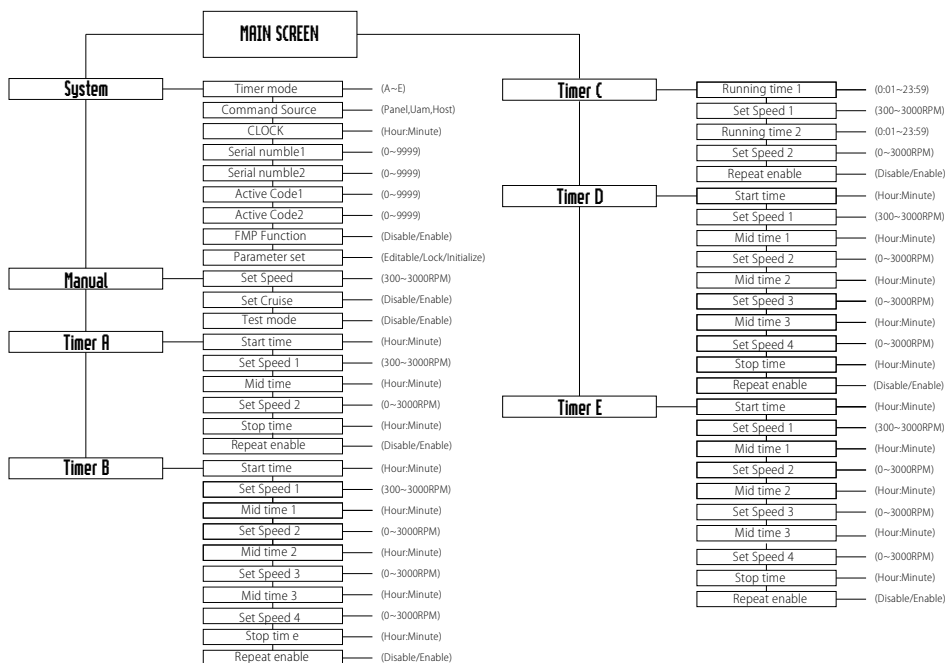 MAIN SCREEN
System
Timer mode (A~E)
Command Source (Panel,Uam,Host)
CLOCK (Hour:Minute)
Serial numble1 (0~9999)
Serial numble2 (0~9999)
Active Code1 (0~9999)
Active Code2 (0~9999)
FMP Function (Disable/Enable)
Parameter set (Editable/Lock/Initialize)
Manual
Set Speed (300~3000RPM)
Set Cruise (Disable/Enable)
Test mode (Disable/Enable)
Timer A
Start time (Hour:Minute)
Set Speed 1 (300~3000RPM)
Mid time (Hour:Minute)
Set Speed 2 (0~3000RPM)
Stop time (Hour:Minute)
Repeat enable (Disable/Enable)
Timer B
Start time (Hour:Minute)
Set Speed 1 (300~3000RPM)
Mid time 1 (Hour:Minute)
Set Speed 2 (0~3000RPM)
Mid time 2 (Hour:Minute)
Set Speed 3 (0~3000RPM)
Mid time 3 (Hour:Minute)
Set Speed 4 (0~3000RPM)
Stop tim e (Hour:Minute)
Repeat enable (Disable/Enable)
Timer C
Running time 1 (0:01~23:59)
Set Speed 1 (300~3000RPM)
Running time 2 (0:01~23:59)
Set Speed 2 (0~3000RPM)
Repeat enable (Disable/Enable)
Timer D
Start time (Hour:Minute)
Set Speed 1 (300~3000RPM)
Mid time 1 (Hour:Minute)
Set Speed 2 (0~3000RPM)
Mid time 2 (Hour:Minute)
Set Speed 3 (0~3000RPM)
Mid time 3 (Hour:Minute)
Set Speed 4 (0~3000RPM)
Stop time (Hour:Minute)
Repeat enable (Disable/Enable)
Timer E
Start time (Hour:Minute)
Set Speed 1 (300~3000RPM)
Mid time 1 (Hour:Minute)
Set Speed 2 (0~3000RPM)
Mid time 2 (Hour:Minute)
Set Speed 3 (0~3000RPM)
Mid time 3 (Hour:Minute)
Set Speed 4 (0~3000RPM)
Stop time (Hour:Minute)
Repeat enable (Disable/Enable)